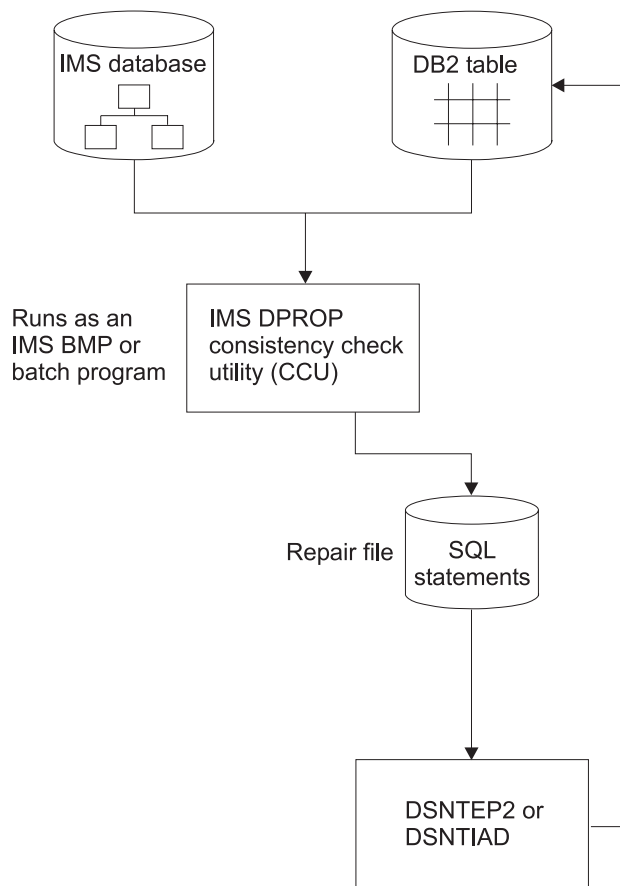 IMS database
DB2 table
Runs as an
IMS BMP or
batch program
IMS DPROP
consistency check
utility (CCU)
Repair file
SQL
statements
DSNTEP2 or
DSNTIAD